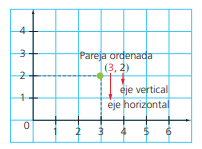 4
3
Pareja ordenada
(3, 2)
2
eje vertical
1
eje horizontal
0
1 2 3 4 5 6